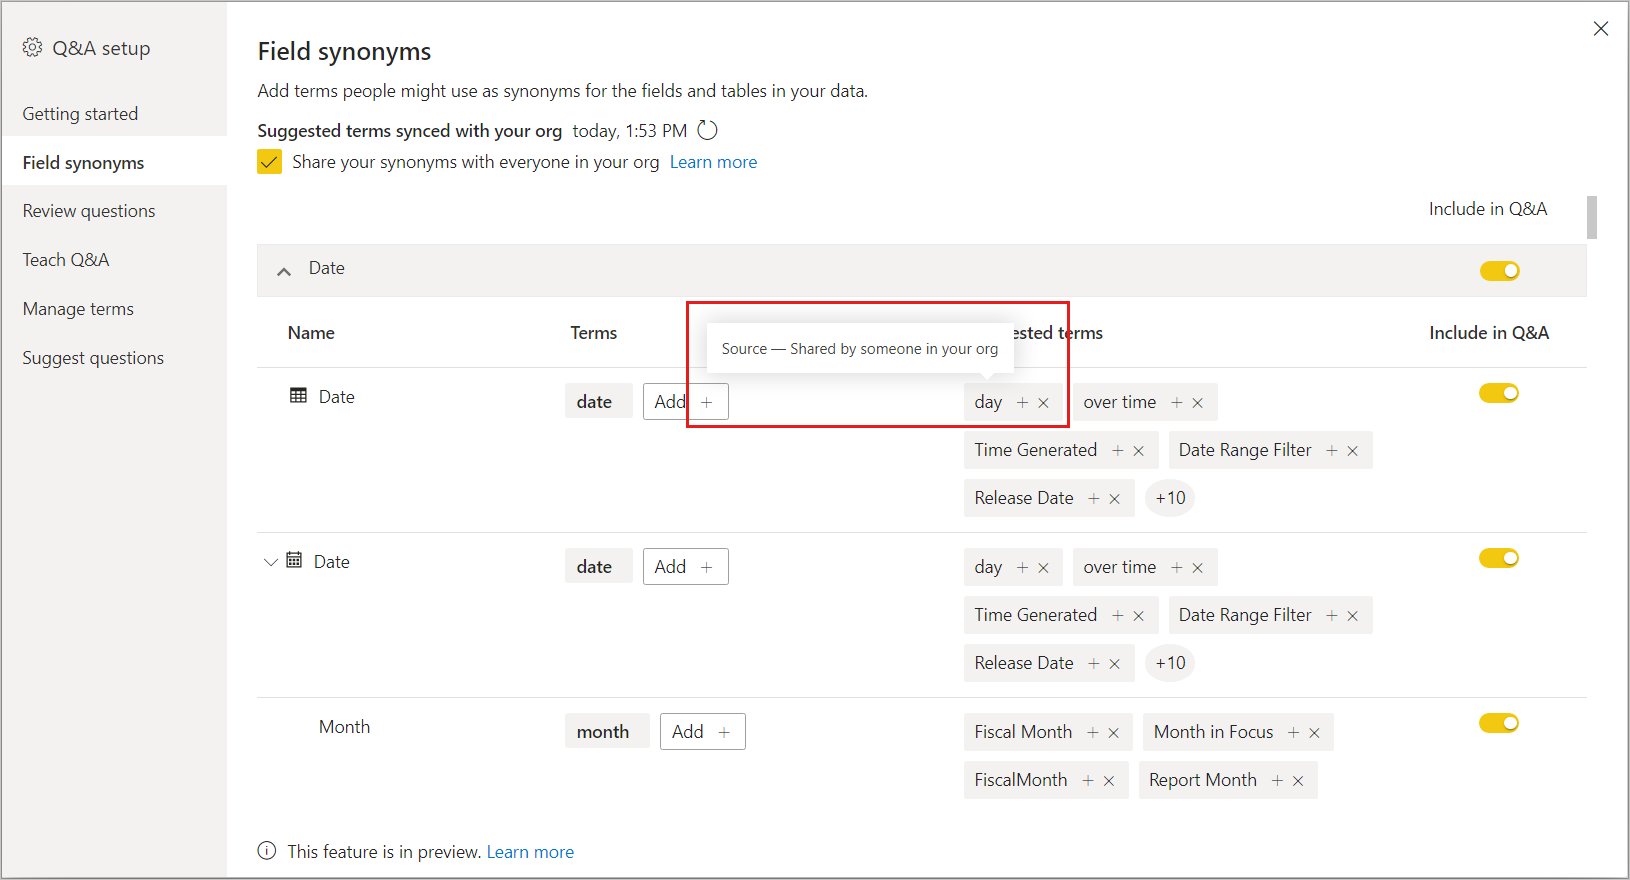 Q&A setup
Getting started
Field synonyms
Review questions
Teach Q&A
Manage terms
Suggest questions
Field synonyms
Add terms people might use as synonyms for the fields and tables in your data.
Suggested terms synced with your org today, 1:53 PM
Share your synonyms with everyone in your org Learn more
Include in Q&A
Date
Name Terms ested terms Include in Q&A
Source — Shared by someone in your org
Date date Add + day + × over time + ×
Time Generated + × Date Range Filter + ×
Release Date + × +10
Date date Add + day + × over time + ×
Time Generated + × Date Range Filter + ×
Release Date + × +10
Month month Add + Fiscal Month + × Month in Focus + ×
FiscalMonth + × Report Month + ×
This feature is in preview. Learn more